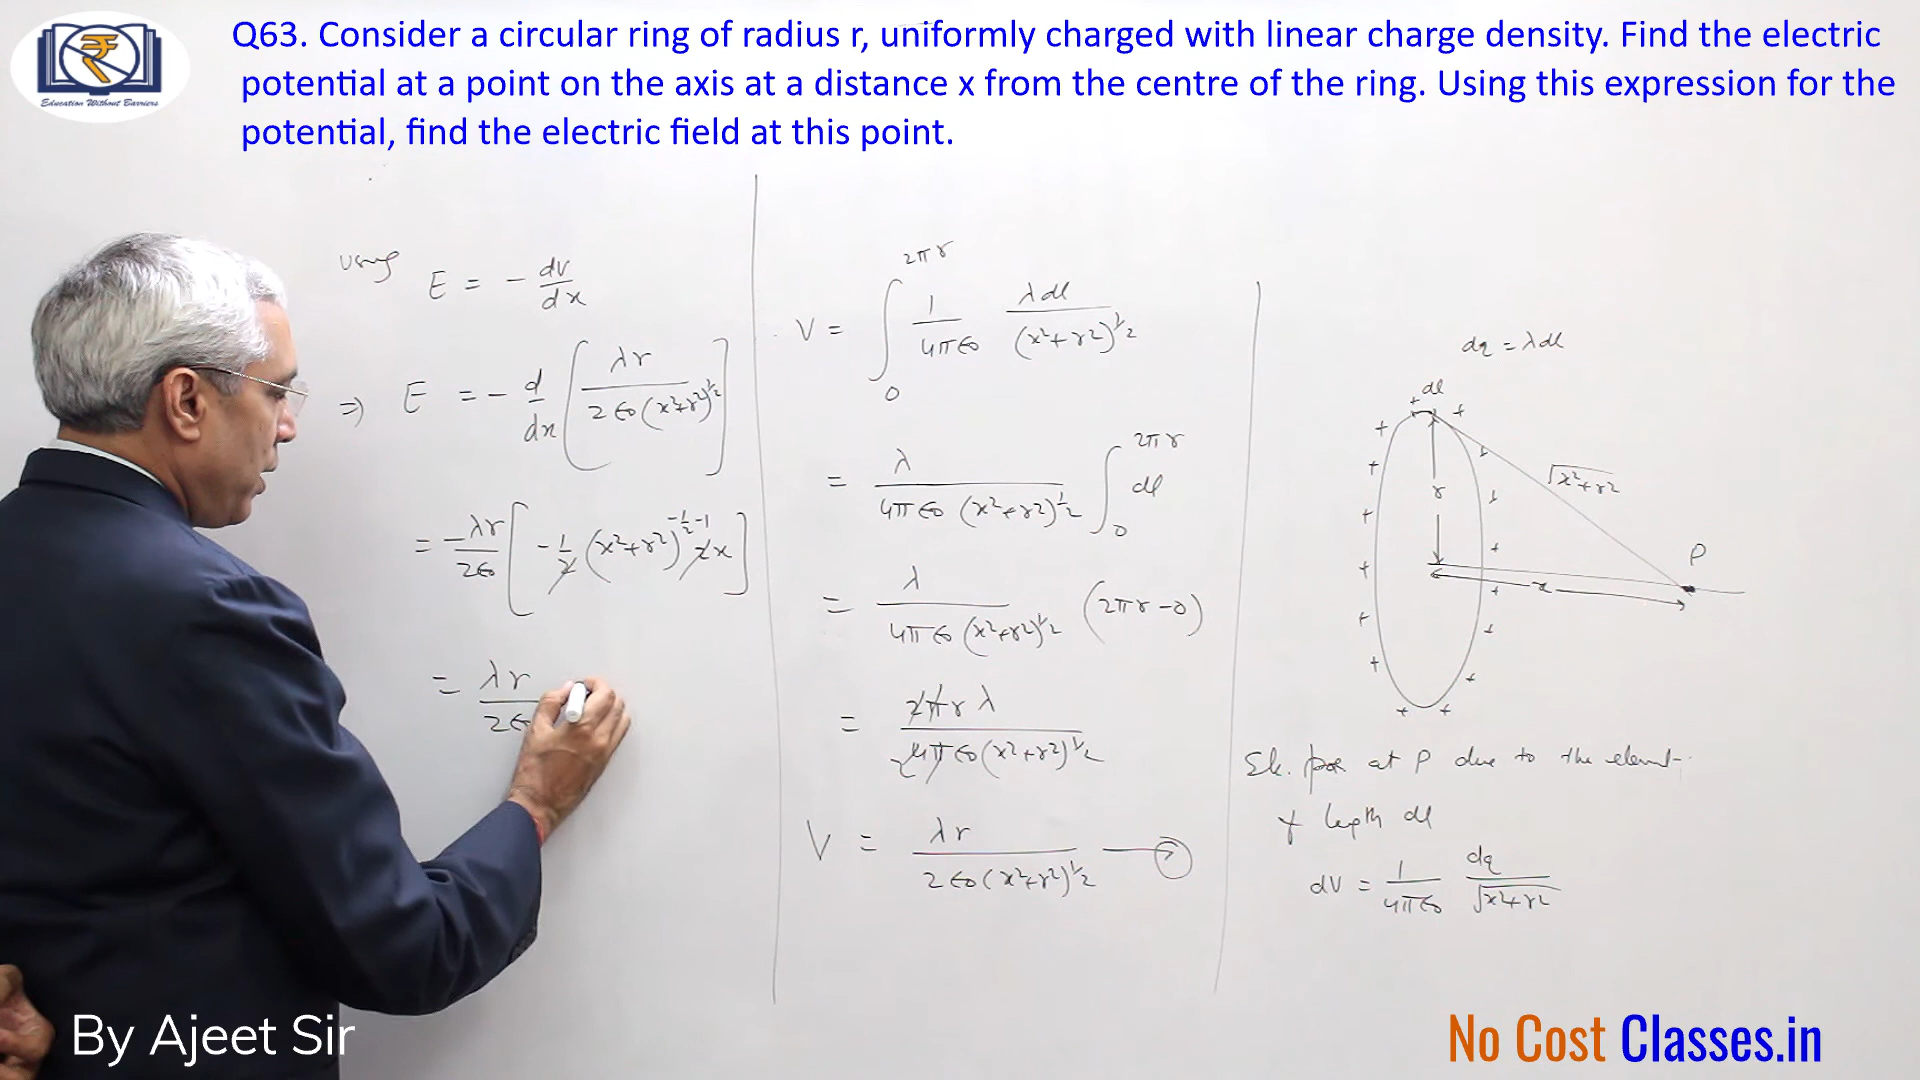 Education Without Barriers
Q63. Consider a circular ring of radius r, uniformly charged with linear charge density. Find the electric
potential at a point on the axis at a distance x from the centre of the ring. Using this expression for the
potential, find the electric field at this point.
using E = - dv/dx
⇒ E = - d/dx [ λr / 2ϵ₀(x²+r²)^½ ]
= -λr/2ϵ₀ [ -1/2 (x²+r²)^(-1/2-1) 2x ]
= λr / 2ϵ
V = ∫₀^2πr 1/4πϵ₀ λdl / (x²+r²)^½
= λ / 4πϵ₀(x²+r²)^½ ∫₀^2πr dl
= λ / 4πϵ₀(x²+r²)^½ (2πr-0)
= 2πrλ / 4πϵ₀(x²+r²)^½
2
V = λr / 2ϵ₀(x²+r²)^½
dq = λdl
dl
r
√x²+r²
P
x
Ele. at P due to the element
of length dl
dV = 1/4πϵ₀ dq/√x²+r²
By Ajeet Sir
No Cost Classes.in